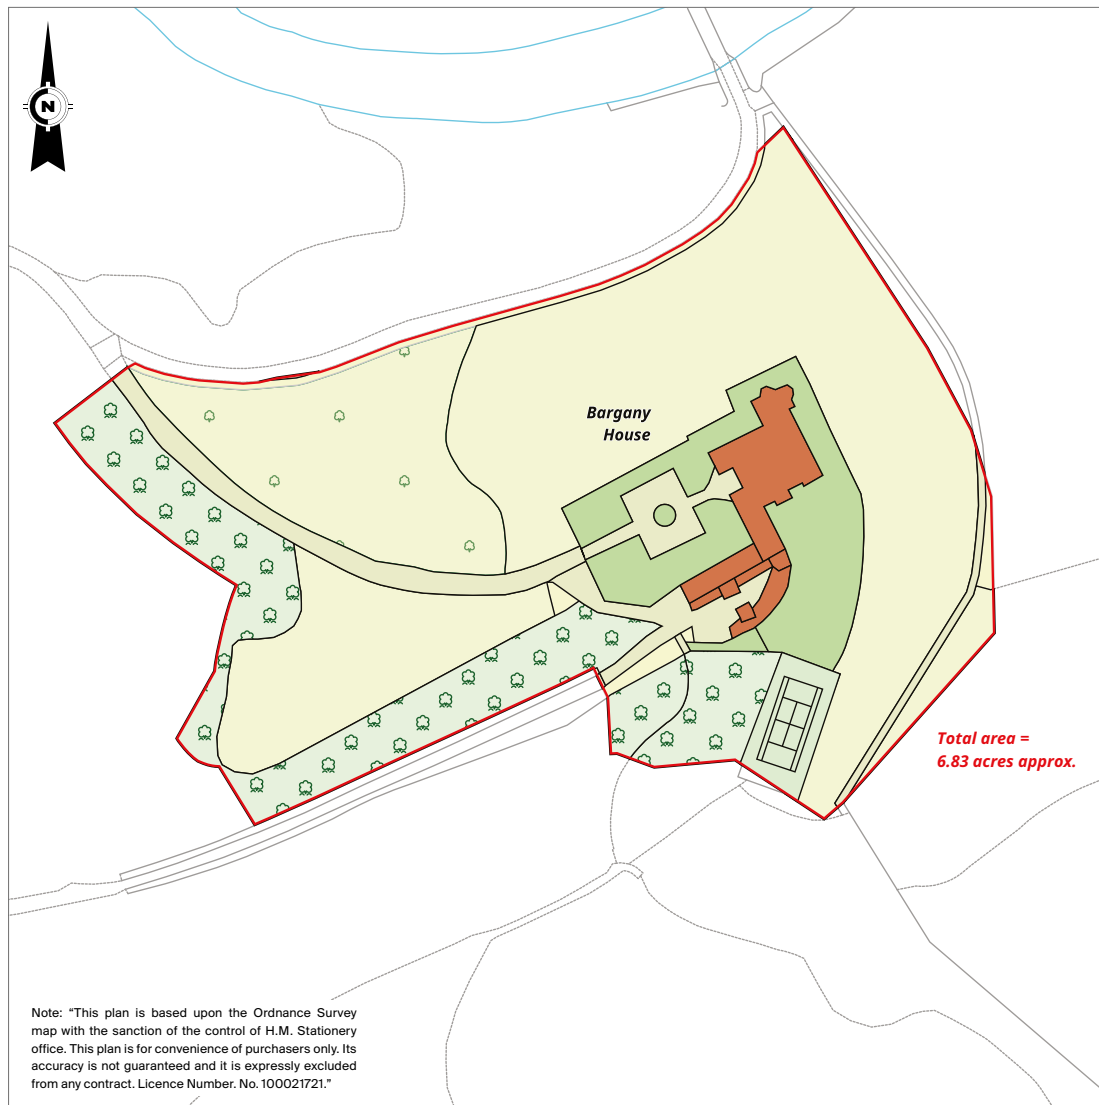 N
Bargany
House
Total area =
6.83 acres approx.
Note: “This plan is based upon the Ordnance Survey
map with the sanction of the control of H.M. Stationery
office. This plan is for convenience of purchasers only. Its
accuracy is not guaranteed and it is expressly excluded
from any contract. Licence Number. No. 100021721.”